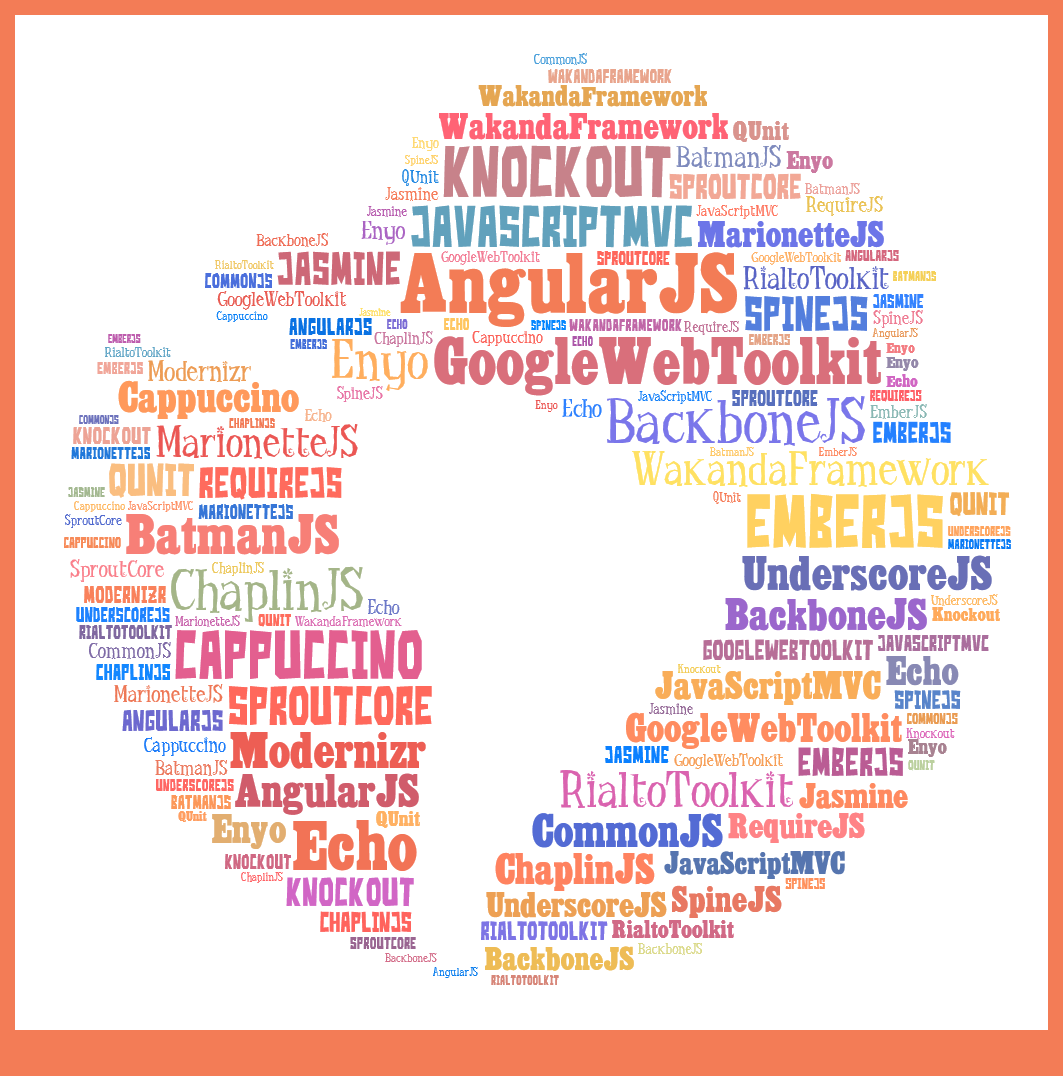 CommonJS
WAKANDAFRAMEWORK
WakandaFramework
WakandaFramework QUnit
Enyo KNOCKOUT BatmanJS Enyo
SpineJS
QUnit SPROUTCORE BatmanJS
Jasmine RequireJS
Jasmine JAVASCRIPTMVC JavaScriptMVC
Enyo MarionetteJS
BackboneJS
GoogleWebToolkit SPROUTCORE GoogleWebToolkit ANGULARJS
RialtoToolkit JASMINE AngularJS RialtoToolkit BATMANJS
COMMONJS
GoogleWebToolkit SPINEJS JASMINE
Cappuccino Jasmine SpineJS
ANGULARJS ECHO ECHO SPINEJS WAKANDAFRAMEWORK RequireJS AngularJS
EMBERJS ChaplinJS Cappuccino ECHO EMBERJS
EMBERJS
RialtoToolkit Enyo GoogleWebToolkit Enyo
EMBERJS Modernizr Enyo
Echo
Cappuccino SpineJS JavaScriptMVC SPROUTCORE REQUIREJS
Enyo Echo BackboneJS EmberJS
COMMONJS CHAPLINJS Echo
KNOCKOUT MarionetteJS EMBERJS
MARIONETTEJS BatmanJS EmberJS
QUNIT REQUIREJS WakandaFramework
JASMINE QUnit
Cappuccino JavaScriptMVC MARIONETTEJS EMBERJS QUNIT
SproutCore BatmanJS UNDERSCOREJS
CAPPUCCINO MARIONETTEJS
SproutCore ChaplinJS UnderscoreJS
MODERNIZR ChaplinJS Echo
UNDERSCOREJS MarionetteJS QUNIT WakandaFramework BackboneJS UnderscoreJS
Knockout
RIALTOTOOLKIT CAPPUCCINO
CommonJS GOOGLEWEBTOOLKIT JAVASCRIPTMVC
CHAPLINJS Knockout Echo
MarionetteJS SPROUTCORE JavaScriptMVC SPINEJS
ANGULARJS Jasmine COMMONJS
GoogleWebToolkit Knockout
Cappuccino Modernizr JASMINE GoogleWebToolkit EMBERJS Enyo
BatmanJS QUNIT
UNDERSCOREJS AngularJS RialtoToolkit Jasmine
BATMANJS
QUnit Enyo QUnit CommonJS RequireJS
KNOCKOUT Echo ChaplinJS JavaScriptMVC
ChaplinJS SPINEJS
KNOCKOUT UnderscoreJS SpineJS
CHAPLINJS RIALTOTOOLKIT RialtoToolkit
SPROUTCORE
BackboneJS BackboneJS BackboneJS
AngularJS
RIALTOTOOLKIT